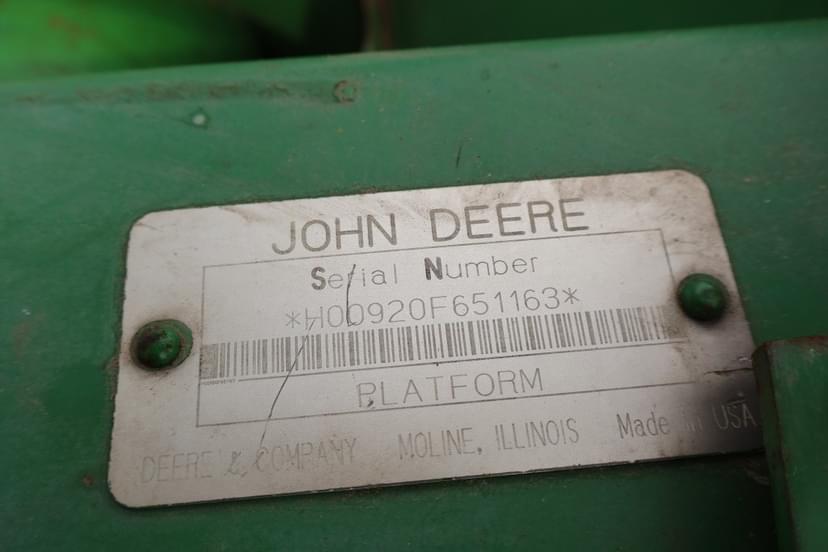 JOHN DEERE
Serial Number
*H00920F651163*
PLATFORM
DEERE & COMPANY MOLINE, ILLINOIS Made in USA